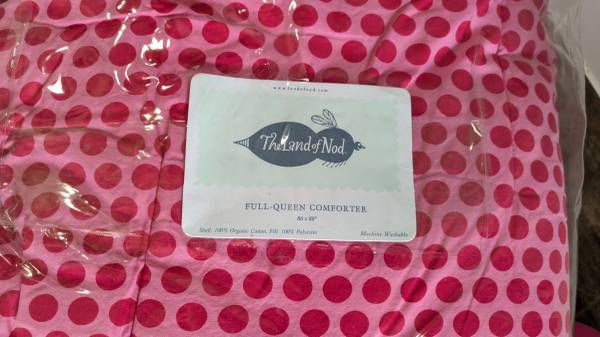 www.landofnod.com
The Land of Nod
FULL-QUEEN COMFORTER
86 x 88"
Shell: 100% Organic Cotton, Fill: 100% Polyester
Machine Washable